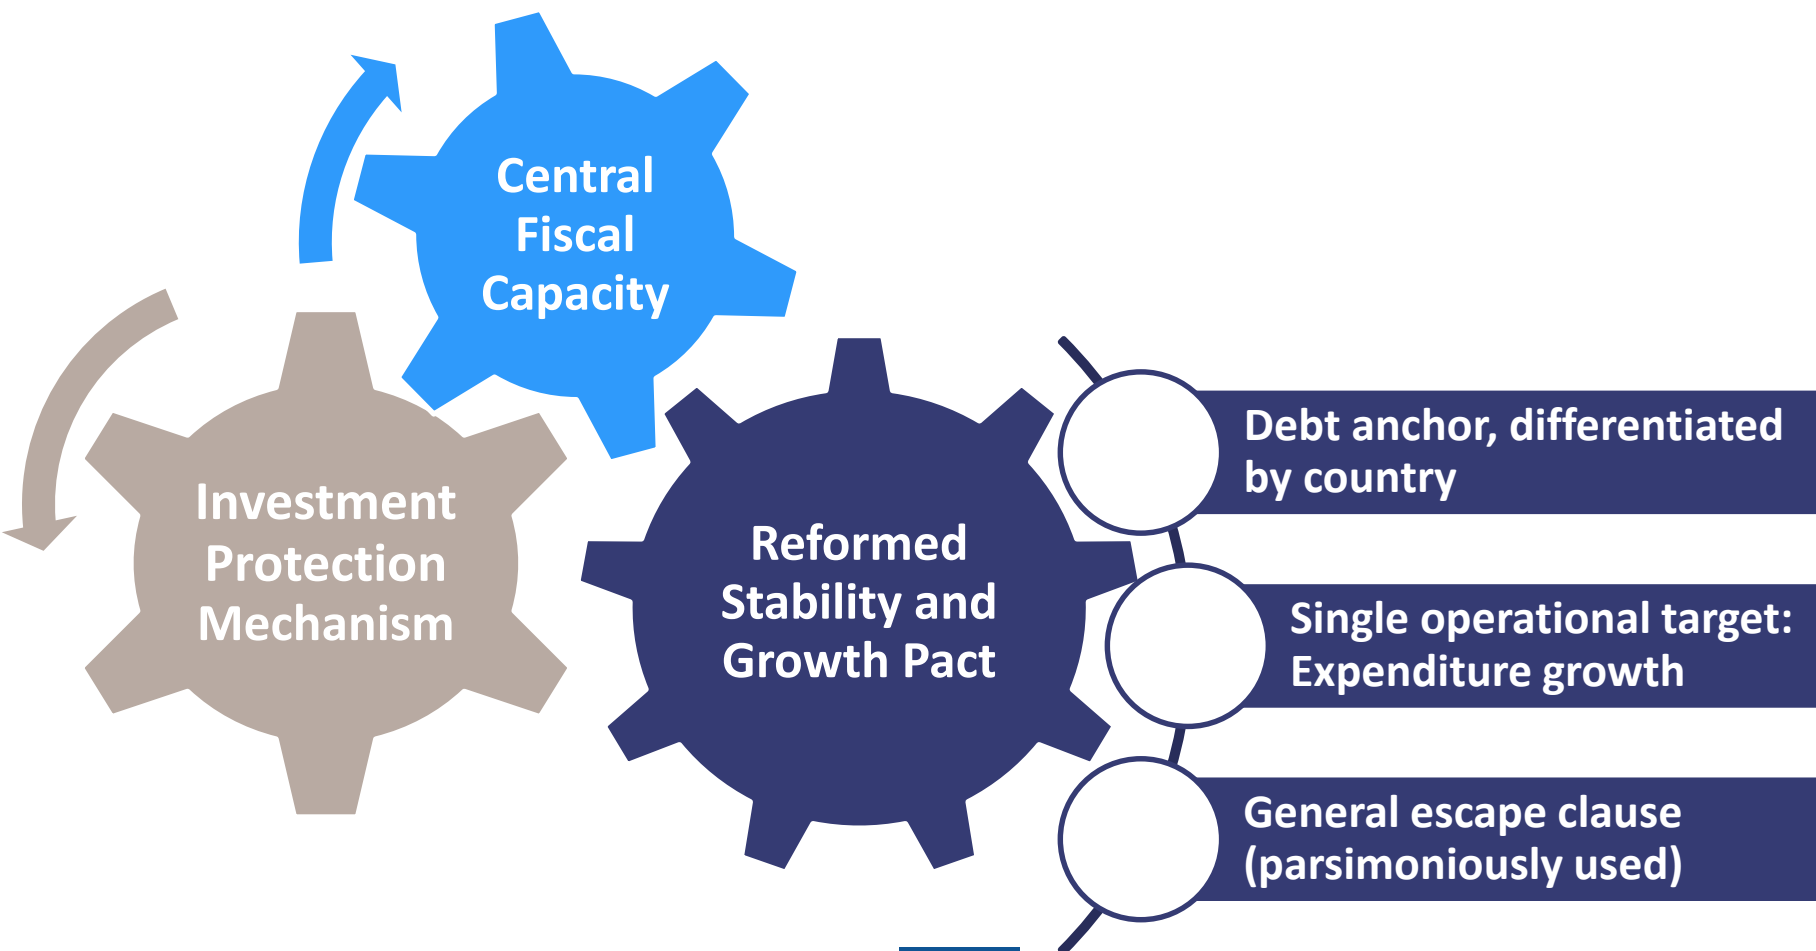 Central
Fiscal
Capacity
Investment
Protection
Mechanism
Reformed
Stability and
Growth Pact
Debt anchor, differentiated
by country
Single operational target:
Expenditure growth
General escape clause
(parsimoniously used)